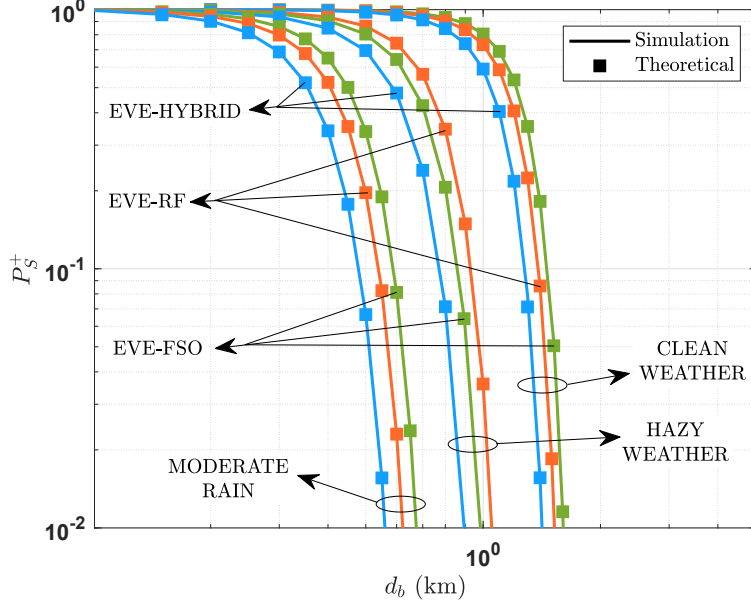 10^0
Simulation
Theoretical
EVE-HYBRID
EVE-RF
P_S^+
10^{-1}
EVE-FSO
CLEAN
WEATHER
HAZY
WEATHER
MODERATE
RAIN
10^{-2}
10^0
d_b (km)